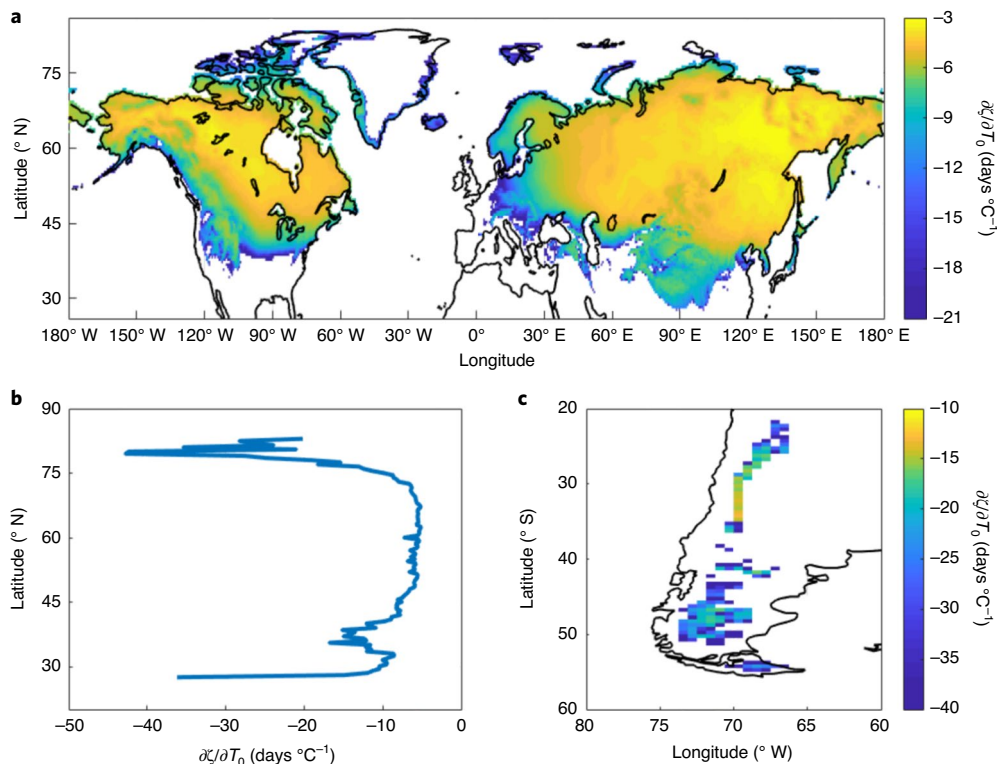 a
75
60
45
30
Latitude (° N)
180° W 150° W 120° W 90° W 60° W 30° W 0° 30° E 60° E 90° E 120° E 150° E 180° E
Longitude
–3
–6
–9
–12
–15
–18
–21
∂ζ/∂T₀ (days °C⁻¹)
b
90
75
60
45
30
Latitude (° N)
–50 –40 –30 –20 –10 0
∂ζ/∂T₀ (days °C⁻¹)
c
20
30
40
50
60
Latitude (° S)
80 75 70 65 60
Longitude (° W)
–10
–15
–20
–25
–30
–35
–40
∂ζ/∂T₀ (days °C⁻¹)